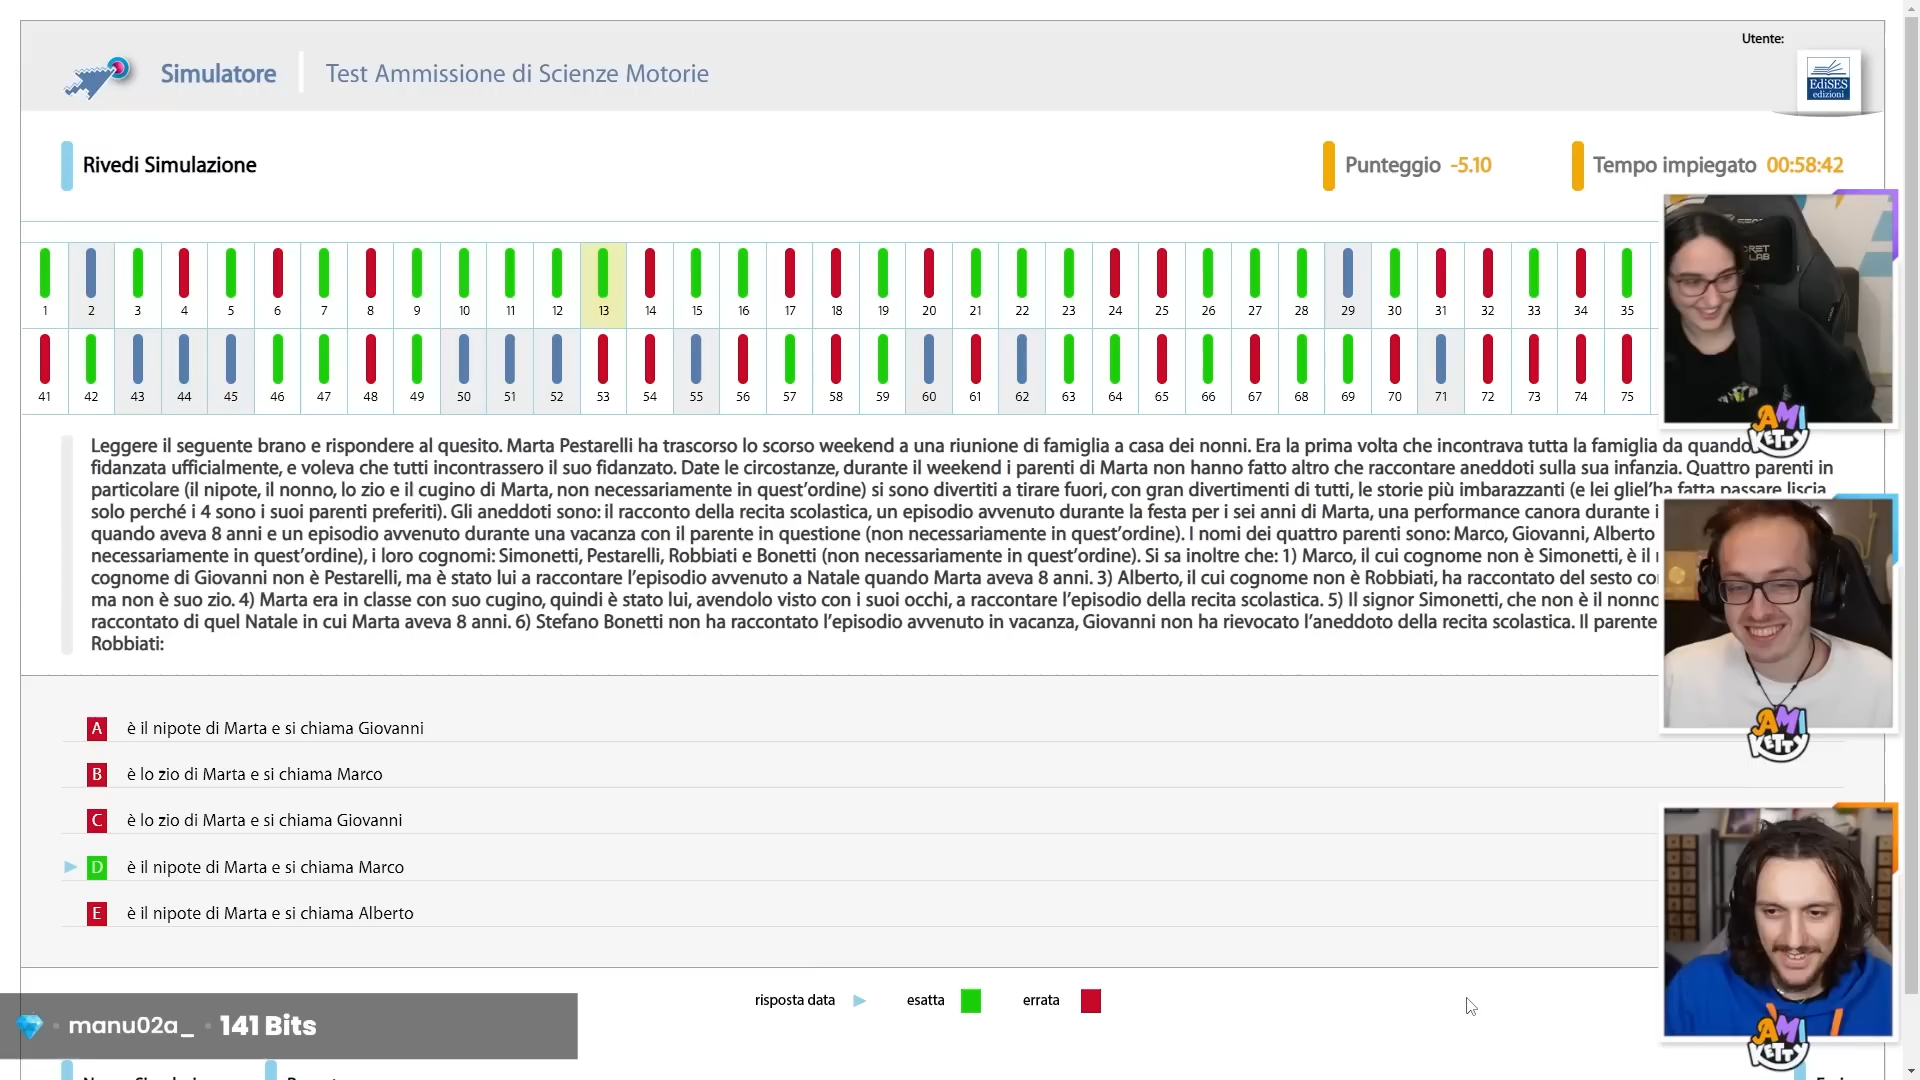 Utente:
Simulatore
Test Ammissione di Scienze Motorie
EdiSES
edizioni
Rivedi Simulazione
Punteggio -5.10
Tempo impiegato 00:58:42
1 2 3 4 5 6 7 8 9 10 11 12 13 14 15 16 17 18 19 20 21 22 23 24 25 26 27 28 29 30 31 32 33 34 35
41 42 43 44 45 46 47 48 49 50 51 52 53 54 55 56 57 58 59 60 61 62 63 64 65 66 67 68 69 70 71 72 73 74 75
Leggere il seguente brano e rispondere al quesito. Marta Pestarelli ha trascorso lo scorso weekend a una riunione di famiglia a casa dei nonni. Era la prima volta che incontrava tutta la famiglia da quando
fidanzata ufficialmente, e voleva che tutti incontrassero il suo fidanzato. Date le circostanze, durante il weekend i parenti di Marta non hanno fatto altro che raccontare aneddoti sulla sua infanzia. Quattro parenti in
particolare (il nipote, il nonno, lo zio e il cugino di Marta, non necessariamente in quest'ordine) si sono divertiti a tirare fuori, con gran divertimenti di tutti, le storie più imbarazzanti (e lei gliel'ha fatta passare liscia
solo perché i 4 sono i suoi parenti preferiti). Gli aneddoti sono: il racconto della recita scolastica, un episodio avvenuto durante la festa per i sei anni di Marta, una performance canora durante i
quando aveva 8 anni e un episodio avvenuto durante una vacanza con il parente in questione (non necessariamente in quest'ordine). I nomi dei quattro parenti sono: Marco, Giovanni, Alberto
necessariamente in quest'ordine), i loro cognomi: Simonetti, Pestarelli, Robbiati e Bonetti (non necessariamente in quest'ordine). Si sa inoltre che: 1) Marco, il cui cognome non è Simonetti, è il
cognome di Giovanni non è Pestarelli, ma è stato lui a raccontare l'episodio avvenuto a Natale quando Marta aveva 8 anni. 3) Alberto, il cui cognome non è Robbiati, ha raccontato del sesto
ma non è suo zio. 4) Marta era in classe con suo cugino, quindi è stato lui, avendolo visto con i suoi occhi, a raccontare l'episodio della recita scolastica. 5) Il signor Simonetti, che non è il nonno
raccontato di quel Natale in cui Marta aveva 8 anni. 6) Stefano Bonetti non ha raccontato l'episodio avvenuto in vacanza, Giovanni non ha rievocato l'aneddoto della recita scolastica. Il parente
Robbiati:
A è il nipote di Marta e si chiama Giovanni
B è lo zio di Marta e si chiama Marco
C è lo zio di Marta e si chiama Giovanni
D è il nipote di Marta e si chiama Marco
E è il nipote di Marta e si chiama Alberto
risposta data
esatta
errata
manu02a_ 141 Bits
AMI
KETTY
AMI
KETTY
AMI
KETTY